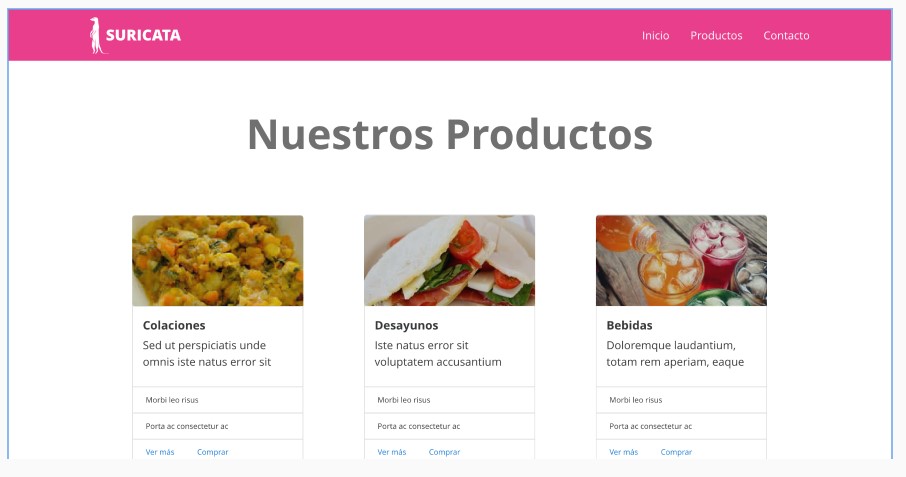 SURICATA
Inicio Productos Contacto
Nuestros Productos
Colaciones
Sed ut perspiciatis unde
omnis iste natus error sit
Morbi leo risus
Porta ac consectetur ac
Ver más Comprar
Desayunos
Iste natus error sit
voluptatem accusantium
Morbi leo risus
Porta ac consectetur ac
Ver más Comprar
Bebidas
Doloremque laudantium,
totam rem aperiam, eaque
Morbi leo risus
Porta ac consectetur ac
Ver más Comprar